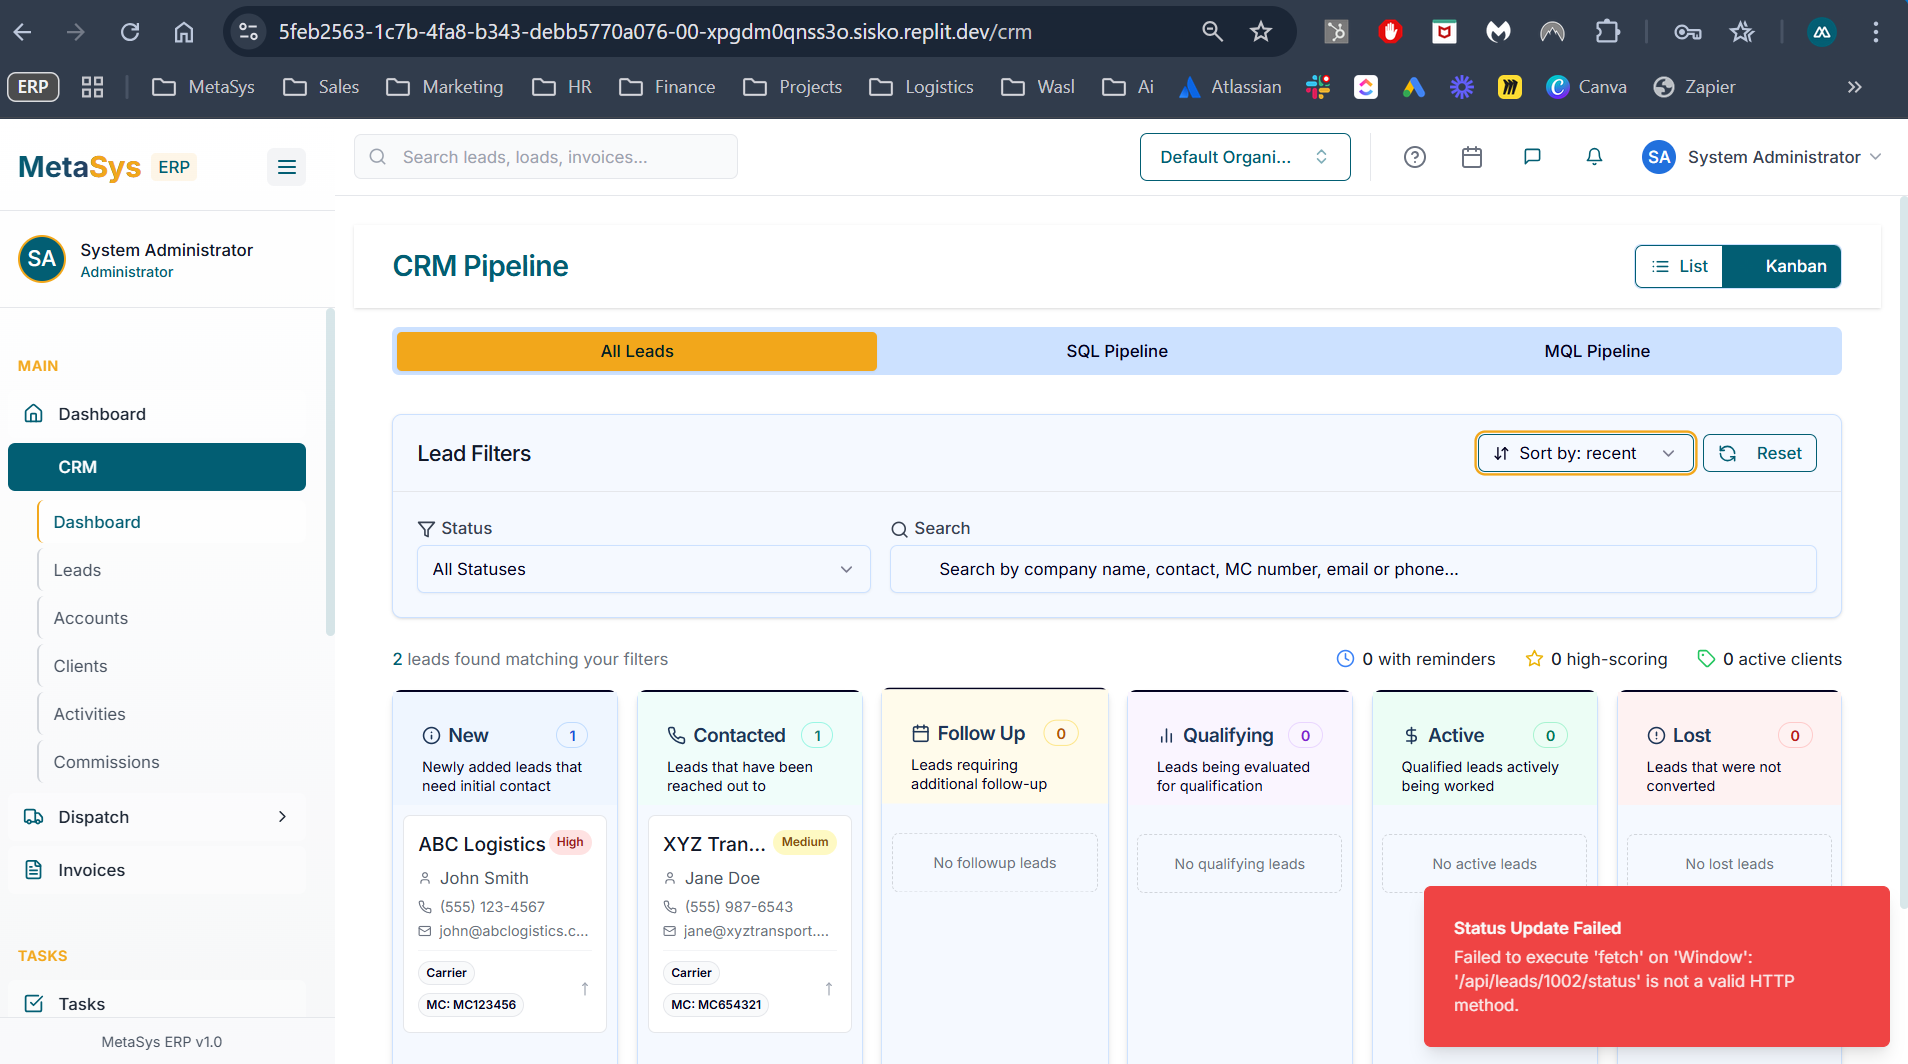 5feb2563-1c7b-4fa8-b343-debb5770a076-00-xpgdm0qnss3o.sisko.replit.dev/crm
ERP
MetaSys
Sales
Marketing
HR
Finance
Projects
Logistics
Wasl
Ai
Atlassian
Canva
Zapier
MetaSys ERP
Search leads, loads, invoices...
Default Organi...
SA
System Administrator
SA
System Administrator
Administrator
MAIN
Dashboard
CRM
Dashboard
Leads
Accounts
Clients
Activities
Commissions
Dispatch
Invoices
TASKS
Tasks
MetaSys ERP v1.0
CRM Pipeline
List
Kanban
All Leads
SQL Pipeline
MQL Pipeline
Lead Filters
Sort by: recent
Reset
Status
Search
All Statuses
Search by company name, contact, MC number, email or phone...
2 leads found matching your filters
0 with reminders
0 high-scoring
0 active clients
New
1
Newly added leads that
need initial contact
ABC Logistics
High
John Smith
(555) 123-4567
john@abclogistics.c...
Carrier
MC: MC123456
Contacted
1
Leads that have been
reached out to
XYZ Tran...
Medium
Jane Doe
(555) 987-6543
jane@xyztransport....
Carrier
MC: MC654321
Follow Up
0
Leads requiring
additional follow-up
No followup leads
Qualifying
0
Leads being evaluated
for qualification
No qualifying leads
Active
0
Qualified leads actively
being worked
No active leads
Lost
0
Leads that were not
converted
No lost leads
Status Update Failed
Failed to execute 'fetch' on 'Window':
'/api/leads/1002/status' is not a valid HTTP
method.